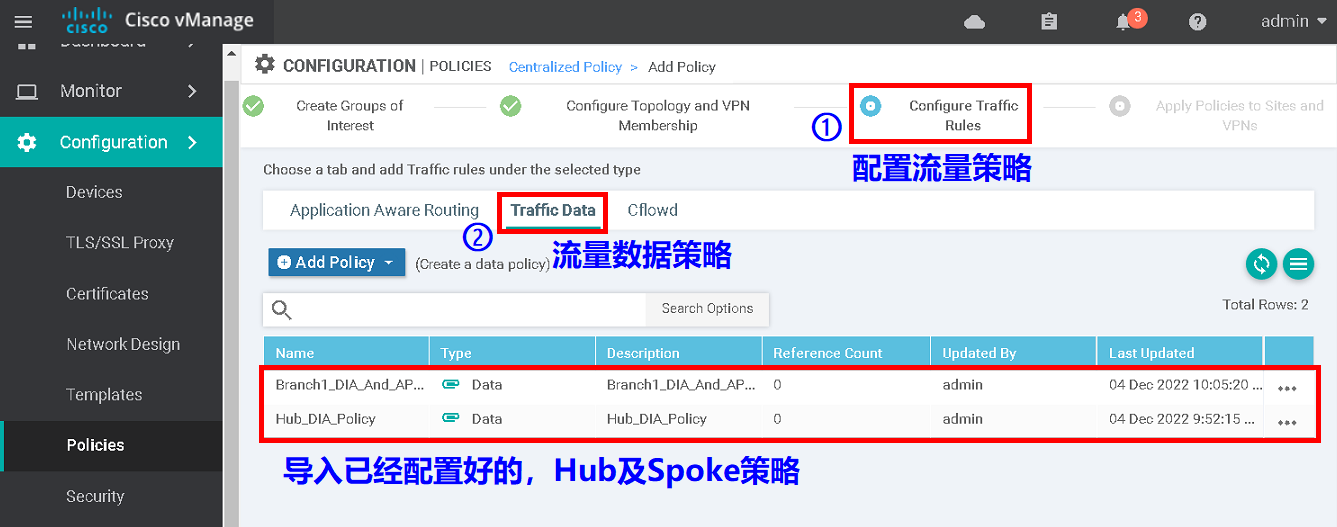 CISCO Cisco vManage
3
admin
Dashboard
Monitor
Configuration
Devices
TLS/SSL Proxy
Certificates
Network Design
Templates
Policies
Security
CONFIGURATION | POLICIES Centralized Policy > Add Policy
Create Groups of
Interest
Configure Topology and VPN
Membership
①
Configure Traffic
Rules
Apply Policies to Sites and
VPNs
配置流量策略
Choose a tab and add Traffic rules under the selected type
Application Aware Routing Traffic Data Cflowd
②
流量数据策略
Add Policy (Create a data policy)
Search Options
Total Rows: 2
Name Type Description Reference Count Updated By Last Updated
Branch1_DIA_And_AP... Data Branch1_DIA_And_AP... 0 admin 04 Dec 2022 10:05:20 ...
Hub_DIA_Policy Data Hub_DIA_Policy 0 admin 04 Dec 2022 9:52:15 ...
导入已经配置好的，Hub及Spoke策略